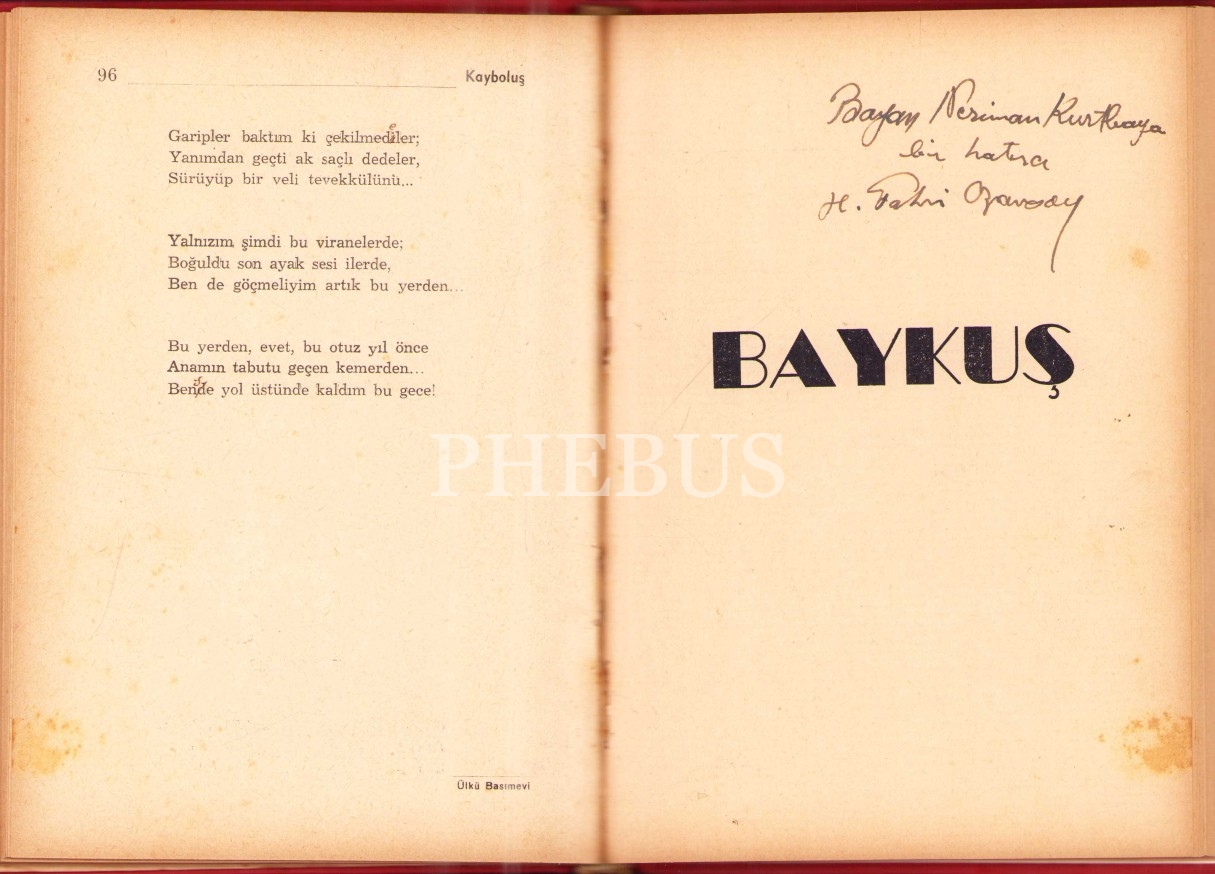 96
Kayboluş
Garipler baktım ki çekilmediler;
e
Yanımdan geçti ak saçlı dedeler,
Sürüyüp bir veli tevekkülünü...
Yalnızım şimdi bu viranelerde;
Boğuldu son ayak sesi ilerde,
Ben de göçmeliyim artık bu yerden...
Bu yerden, evet, bu otuz yıl önce
Anamın tabutu geçen kemerden...
Bende yol üstünde kaldım bu gece!
Ülkü Basımevi
Bayan Neriman Kurtkaya
bir hatıra
H. Fahri Ozansoy
BAYKUŞ
PHEBUS